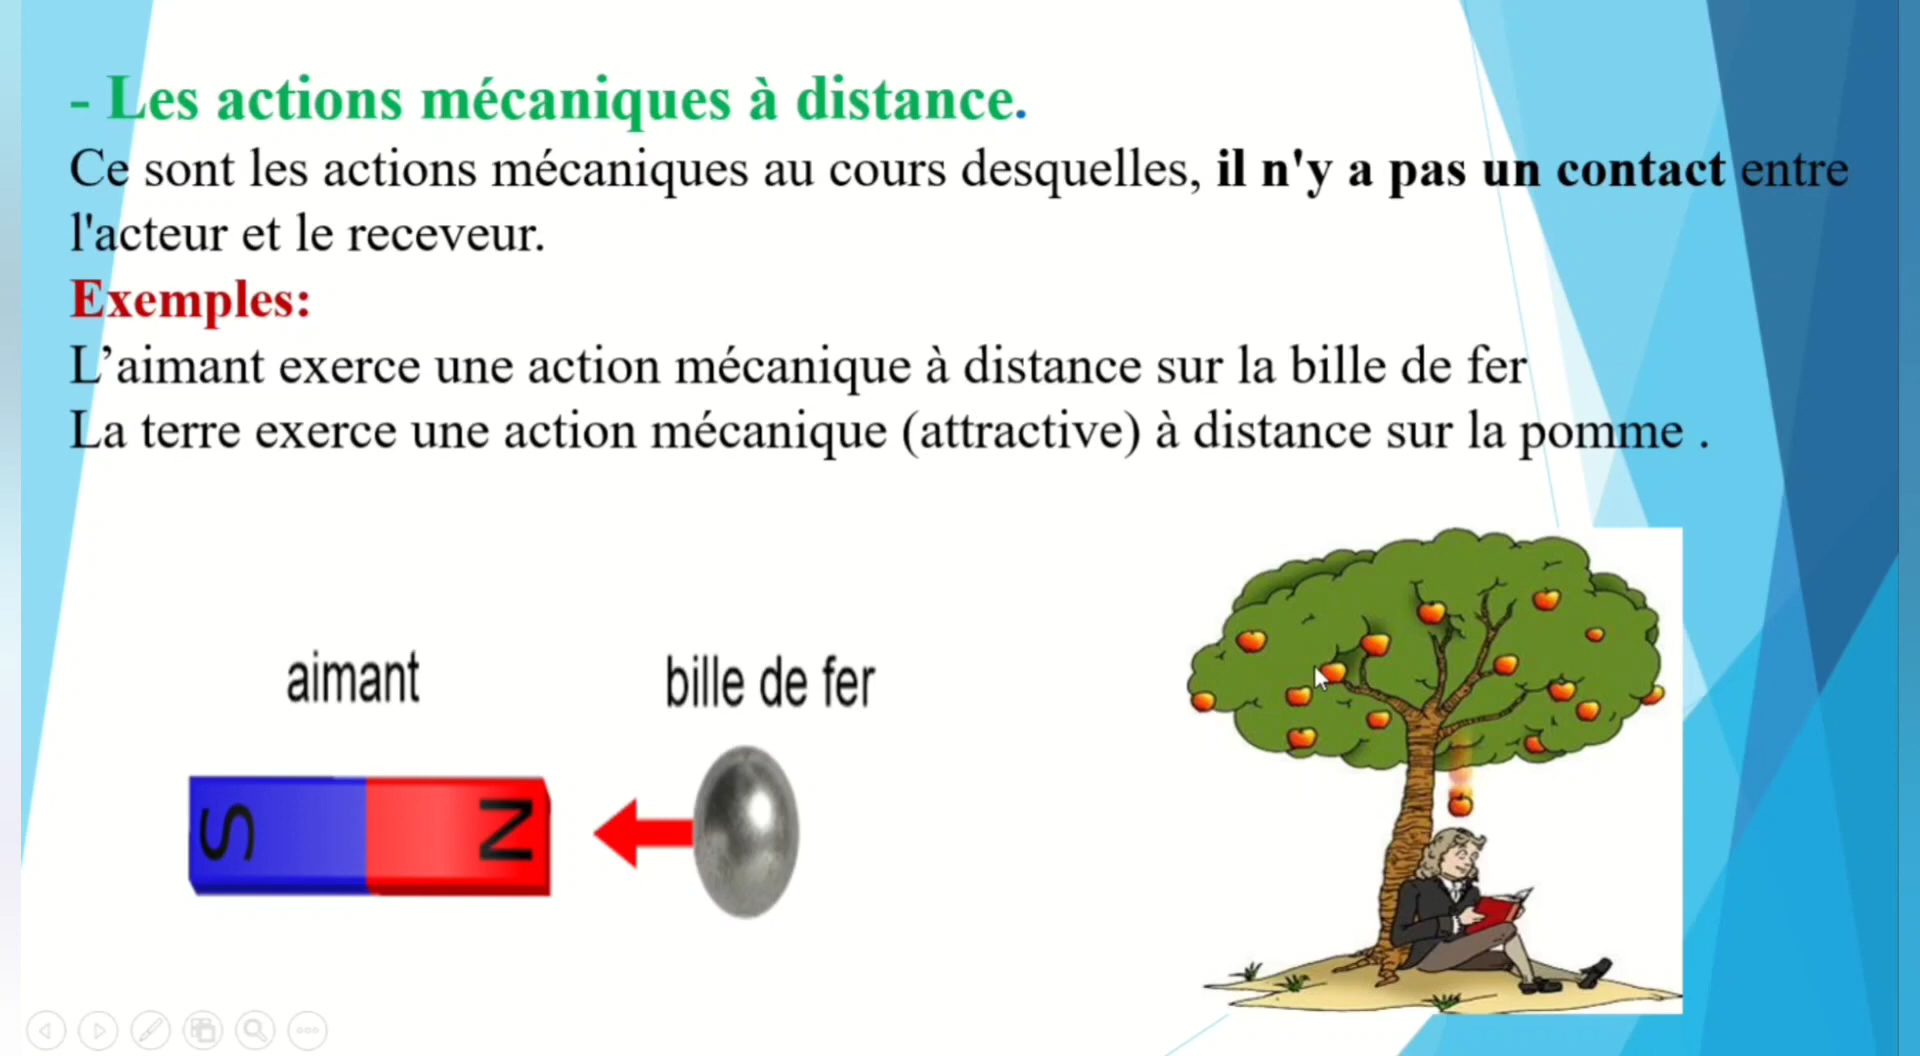 - Les actions mécaniques à distance.
Ce sont les actions mécaniques au cours desquelles, il n'y a pas un contact entre
l'acteur et le receveur.
Exemples:
L’aimant exerce une action mécanique à distance sur la bille de fer
La terre exerce une action mécanique (attractive) à distance sur la pomme .
aimant
bille de fer
S
N